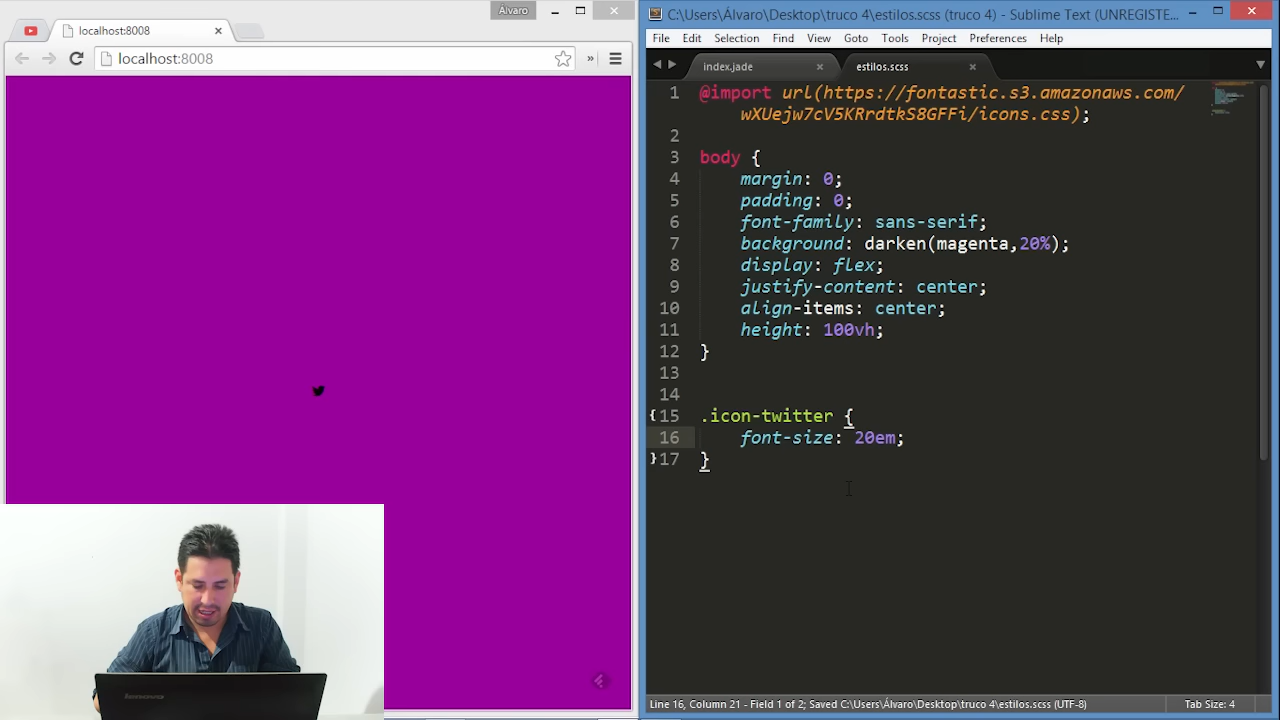 Álvaro
localhost:8008
localhost:8008
»
C:\Users\Álvaro\Desktop\truco 4\estilos.scss (truco 4) - Sublime Text (UNREGISTE...
File Edit Selection Find View Goto Tools Project Preferences Help
index.jade × estilos.scss ×
1 @import url(https://fontastic.s3.amazonaws.com/
wXUejw7cV5KRrdtkS8GFFi/icons.css);
2
3 body {
4 margin: 0;
5 padding: 0;
6 font-family: sans-serif;
7 background: darken(magenta,20%);
8 display: flex;
9 justify-content: center;
10 align-items: center;
11 height: 100vh;
12 }
13
14
{15 .icon-twitter {
16 font-size: 20em;
}17 }
Line 16, Column 21 - Field 1 of 2; Saved C:\Users\Álvaro\Desktop\truco 4\estilos.scss (UTF-8) Tab Size: 4